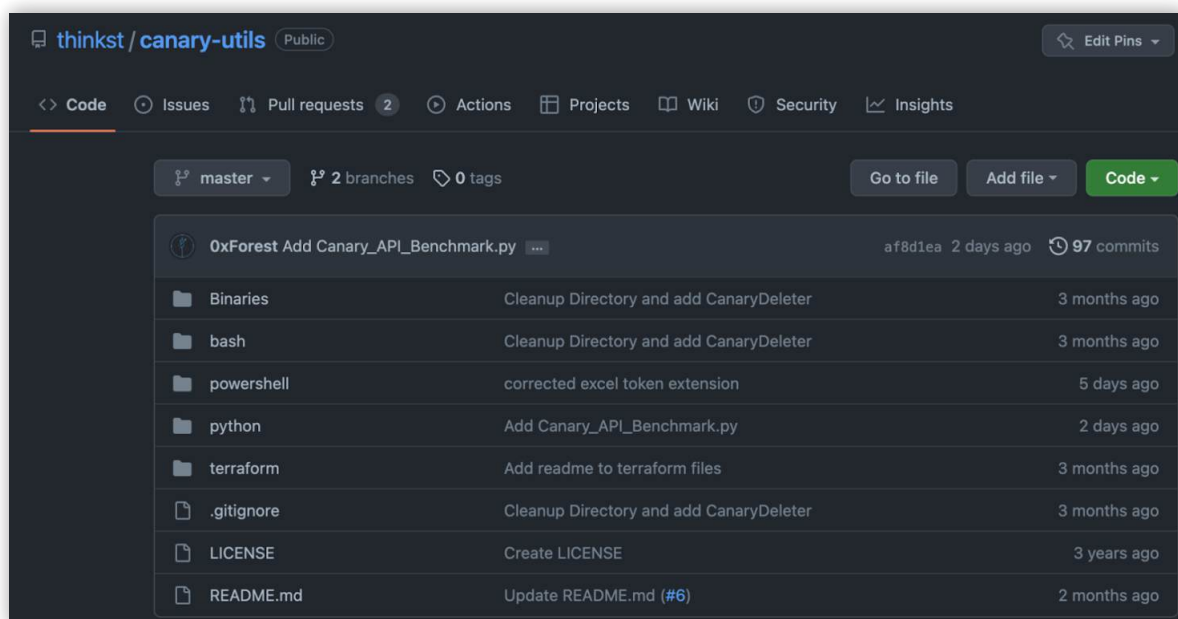 thinkst / canary-utils Public Edit Pins
Code Issues Pull requests 2 Actions Projects Wiki Security Insights
master 2 branches 0 tags Go to file Add file Code
0xForest Add Canary_API_Benchmark.py ... af8d1ea 2 days ago 97 commits
Binaries Cleanup Directory and add CanaryDeleter 3 months ago
bash Cleanup Directory and add CanaryDeleter 3 months ago
powershell corrected excel token extension 5 days ago
python Add Canary_API_Benchmark.py 2 days ago
terraform Add readme to terraform files 3 months ago
.gitignore Cleanup Directory and add CanaryDeleter 3 months ago
LICENSE Create LICENSE 3 years ago
README.md Update README.md (#6) 2 months ago